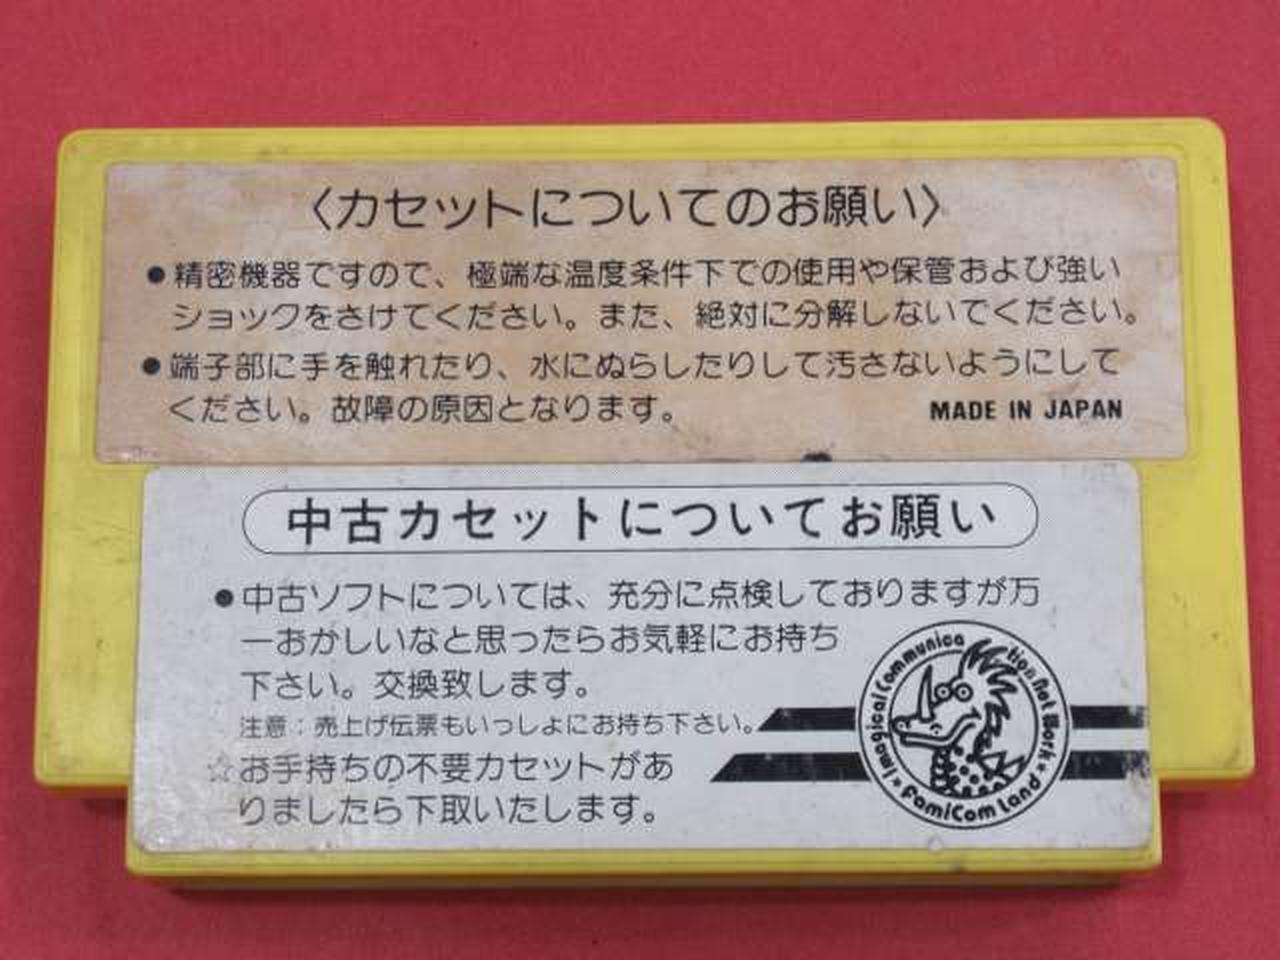 〈カセットについてのお願い〉
●精密機器ですので、極端な温度条件下での使用や保管および強い
ショックをさけてください。また、絶対に分解しないでください。
●端子部に手を触れたり、水にぬらしたりして汚さないようにして
ください。故障の原因となります。
MADE IN JAPAN
中古カセットについてお願い
●中古ソフトについては、充分に点検しておりますが万
一おかしいなと思ったらお気軽にお持ち
下さい。交換致します。
注意：売上げ伝票もいっしょにお持ち下さい。
☆お手持ちの不要カセットがあ
りましたら下取いたします。
Imagical Communication Net Work
FamiCom Land